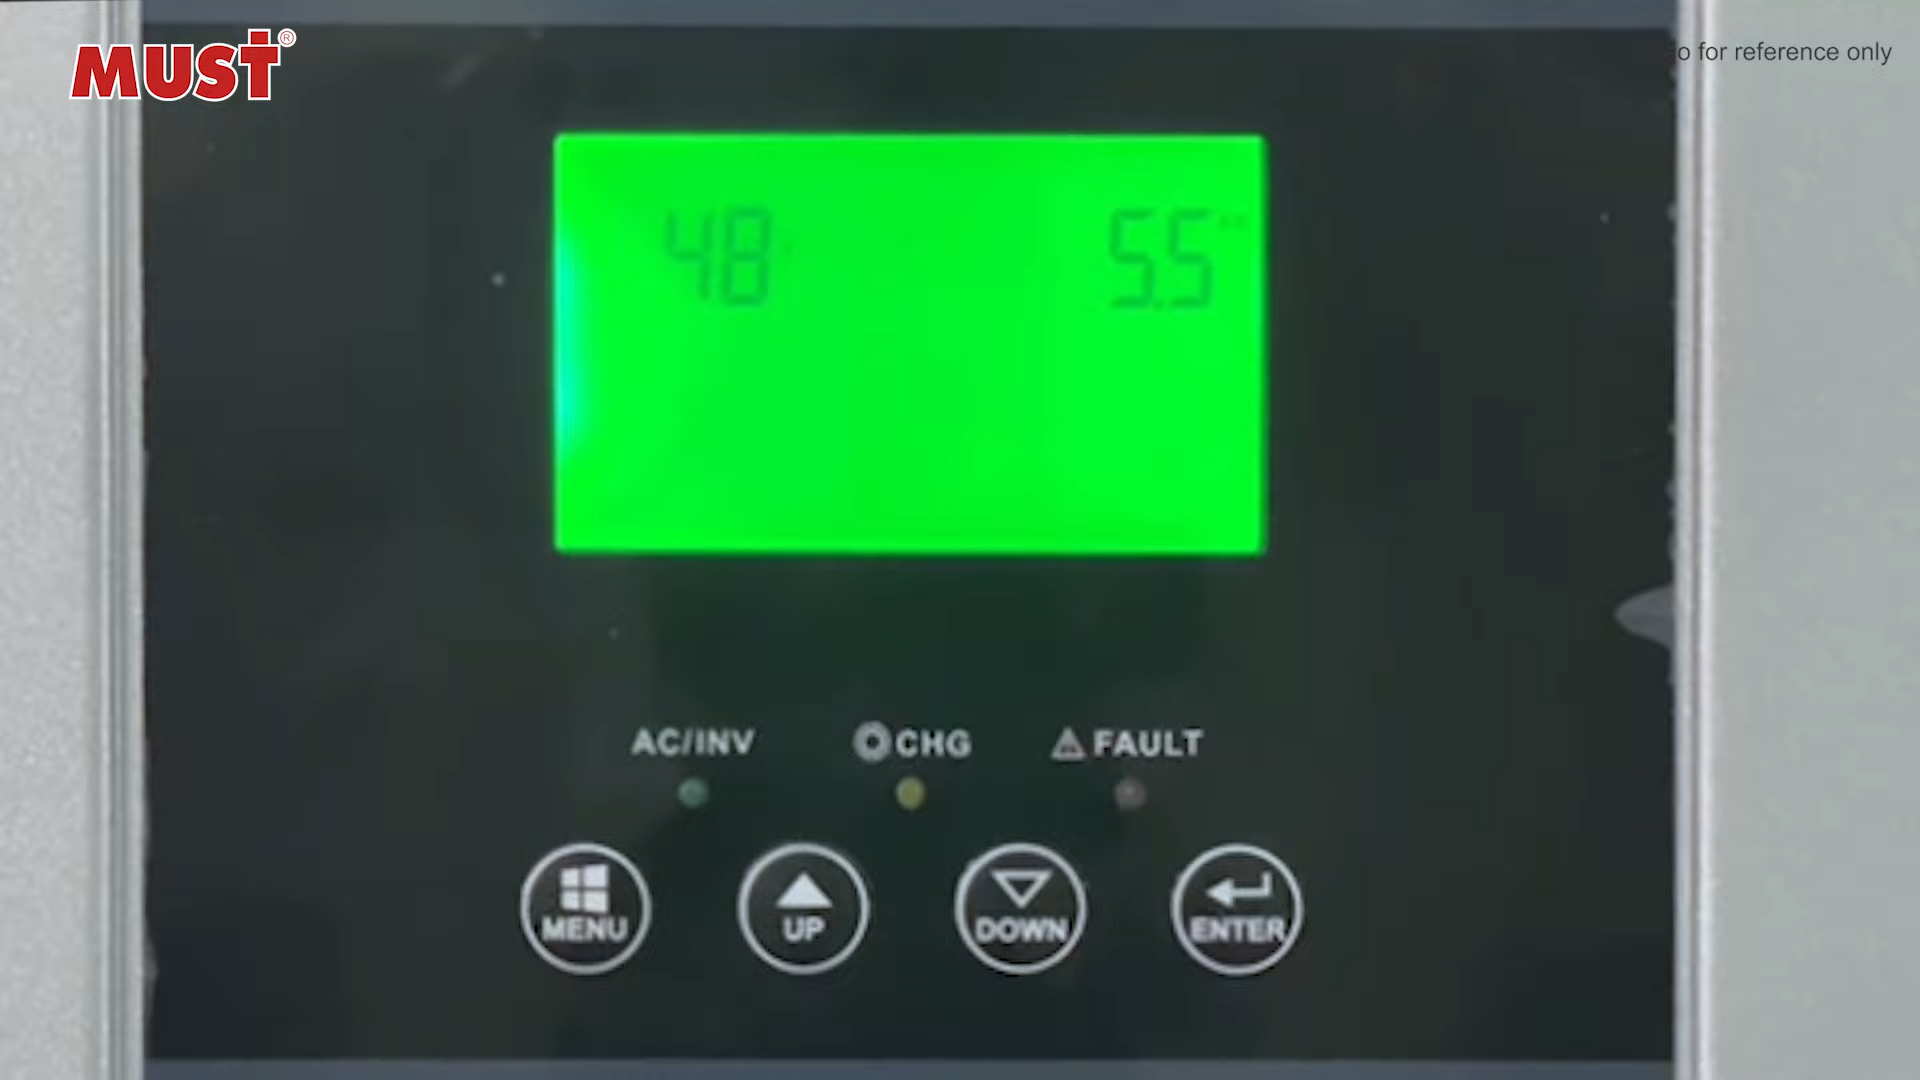 MUST®
o for reference only
48
5.5
AC/INV
CHG
FAULT
MENU
UP
DOWN
ENTER